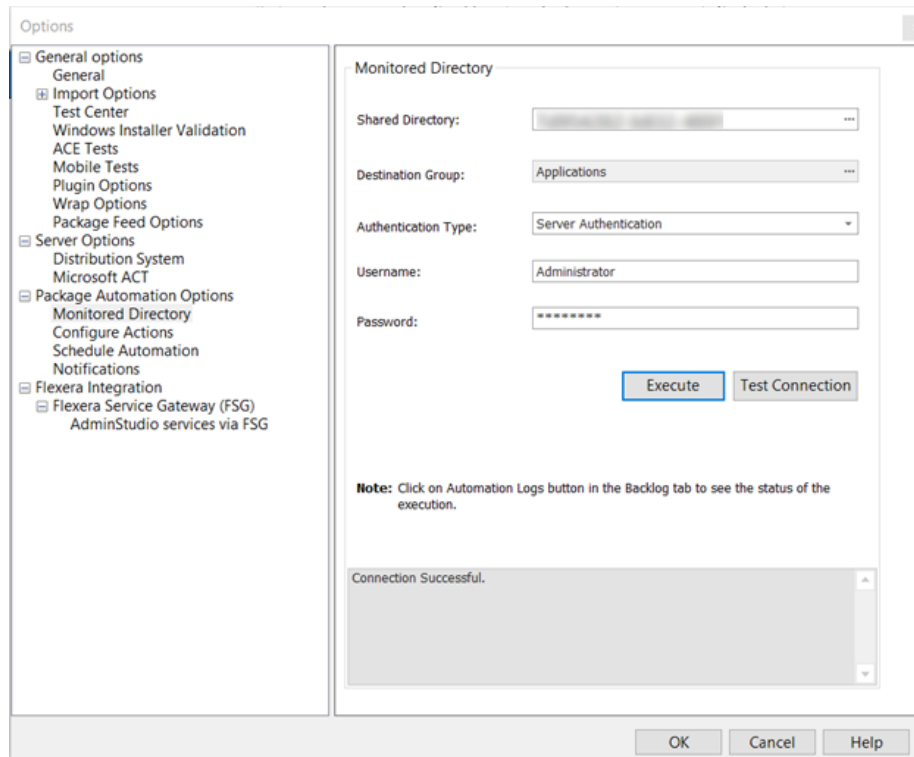 Options
General options
General
Import Options
Test Center
Windows Installer Validation
ACE Tests
Mobile Tests
Plugin Options
Wrap Options
Package Feed Options
Server Options
Distribution System
Microsoft ACT
Package Automation Options
Monitored Directory
Configure Actions
Schedule Automation
Notifications
Flexera Integration
Flexera Service Gateway (FSG)
AdminStudio services via FSG
Monitored Directory
Shared Directory: ...
Destination Group: Applications ...
Authentication Type: Server Authentication
Username: Administrator
Password: ********
Execute Test Connection
Note: Click on Automation Logs button in the Backlog tab to see the status of the
execution.
Connection Successful.
OK Cancel Help